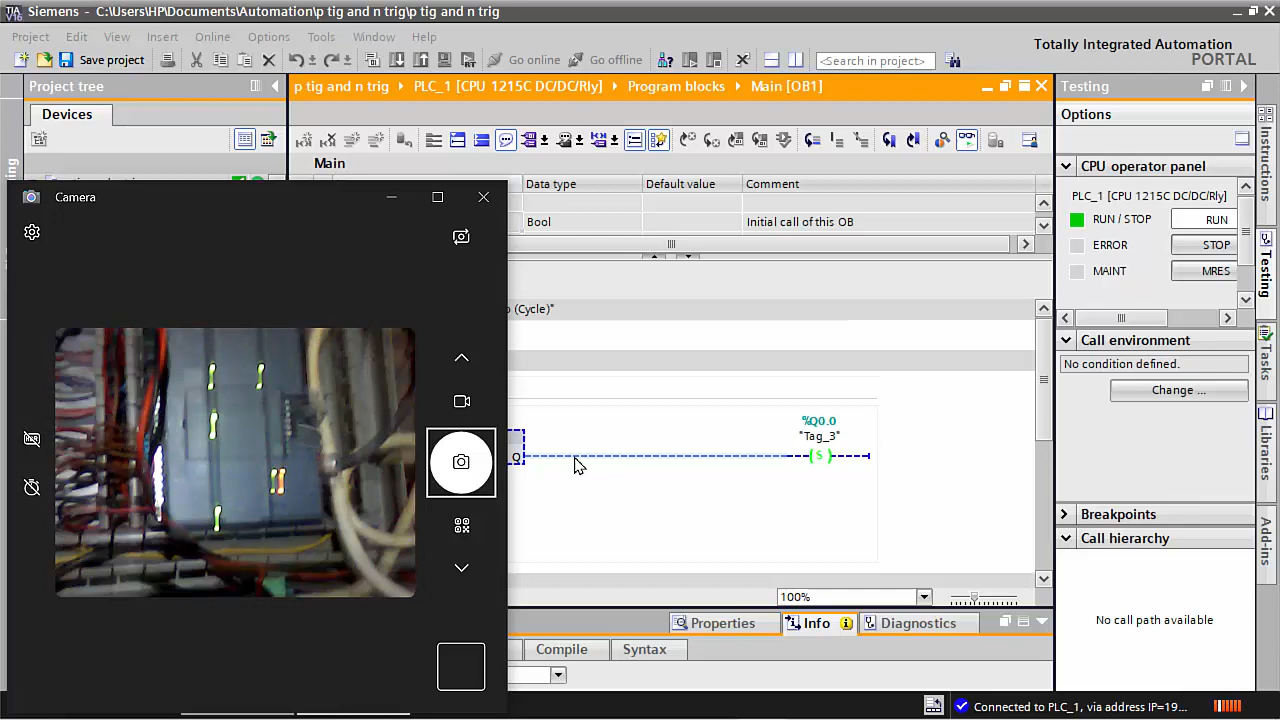 TIA
V16
Siemens - C:\Users\HP\Documents\Automation\p tig and n trig\p tig and n trig
Project Edit View Insert Online Options Tools Window Help
Totally Integrated Automation
PORTAL
Save project
Go online
Go offline
<Search in project>
Project tree
p tig and n trig PLC_1 [CPU 1215C DC/DC/Rly] Program blocks Main [OB1]
Testing
Devices
Options
Main
Data type Default value Comment
Bool Initial call of this OB
CPU operator panel
PLC_1 [CPU 1215C DC/DC/Rly]
RUN / STOP RUN
ERROR STOP
MAINT MRES
Camera
p (Cycle)"
Call environment
No condition defined.
Change ...
%Q0.0
"Tag_3"
Q
S
Breakpoints
Call hierarchy
No call path available
100%
Properties Info Diagnostics
Compile Syntax
Instructions
Testing
Tasks
Libraries
Add-ins
Connected to PLC_1, via address IP=19...